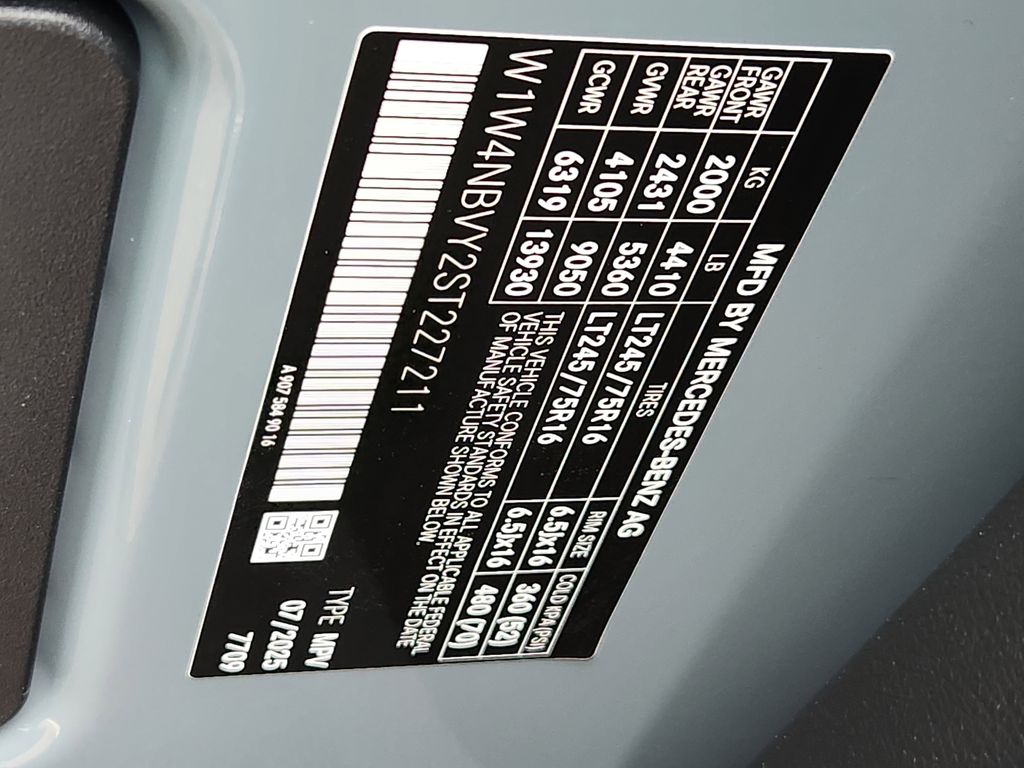 MFD BY MERCEDES-BENZ AG
KG LB TIRES RIM SIZE COLD KPA (PSI)
GAWR FRONT 2000 4410 LT245/75R16 6.5Jx16 360(52)
GAWR REAR 2431 5360 LT245/75R16 6.5Jx16 480(70)
GVWR 4105 9050
GCWR 6319 13930
THIS VEHICLE CONFORMS TO ALL APPLICABLE FEDERAL
VEHICLE SAFETY STANDARDS IN EFFECT ON THE DATE
OF MANUFACTURE SHOWN BELOW.
W1W4NBVY2ST227211
TYPE MPV
07/2025
7709
A 907 584 90 16